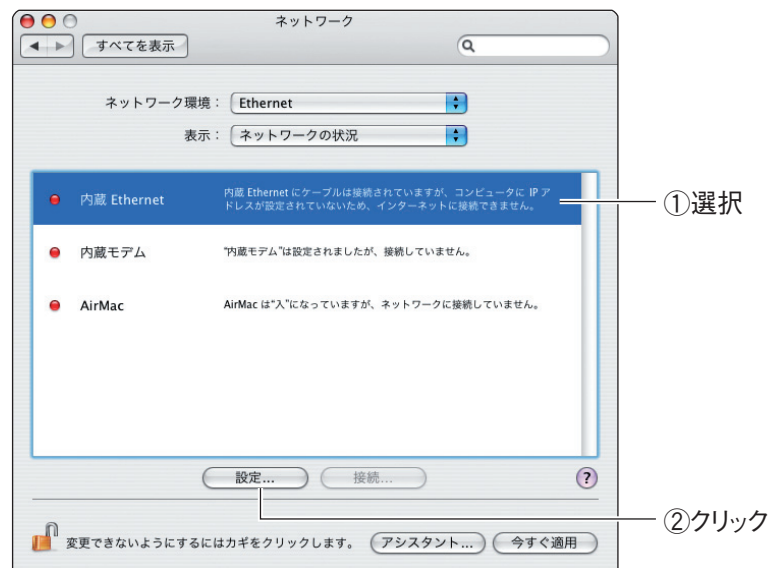 ネットワーク
すべてを表示
ネットワーク環境： Ethernet
表示： ネットワークの状況
内蔵 Ethernet
内蔵 Ethernet にケーブルは接続されていますが、コンピュータに IP ア
ドレスが設定されていないため、インターネットに接続できません。
①選択
内蔵モデム
“内蔵モデム”は設定されましたが、接続していません。
AirMac
AirMac は“入”になっていますが、ネットワークに接続していません。
設定... 接続... ?
②クリック
変更できないようにするにはカギをクリックします。 アシスタント... 今すぐ適用